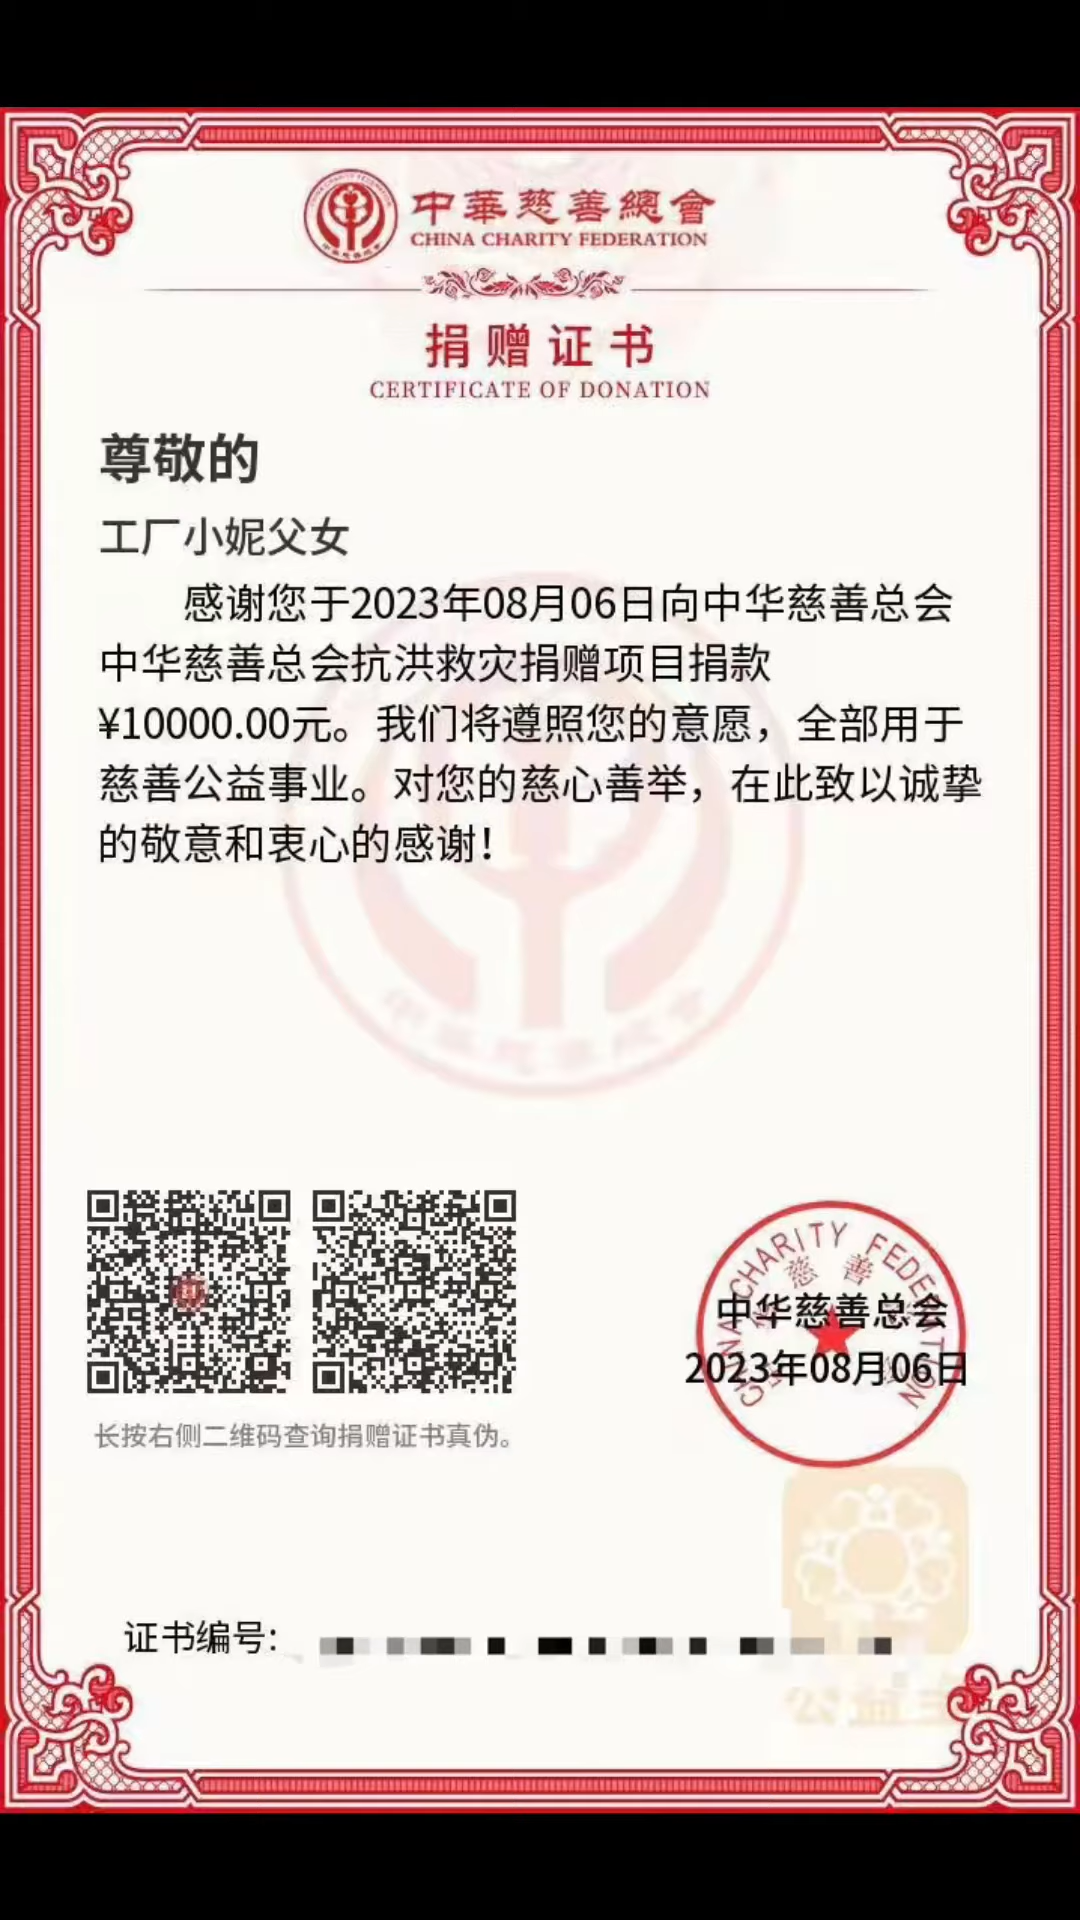 中華慈善總會
CHINA CHARITY FEDERATION
捐赠证书
CERTIFICATE OF DONATION
尊敬的
工厂小妮父女
感谢您于2023年08月06日向中华慈善总会
中华慈善总会抗洪救灾捐赠项目捐款
¥10000.00元。我们将遵照您的意愿，全部用于
慈善公益事业。对您的慈心善举，在此致以诚挚
的敬意和衷心的感谢！
CHINA CHARITY FEDERATION
中华慈善总会
2023年08月06日
长按右侧二维码查询捐赠证书真伪。
证书编号：
公益